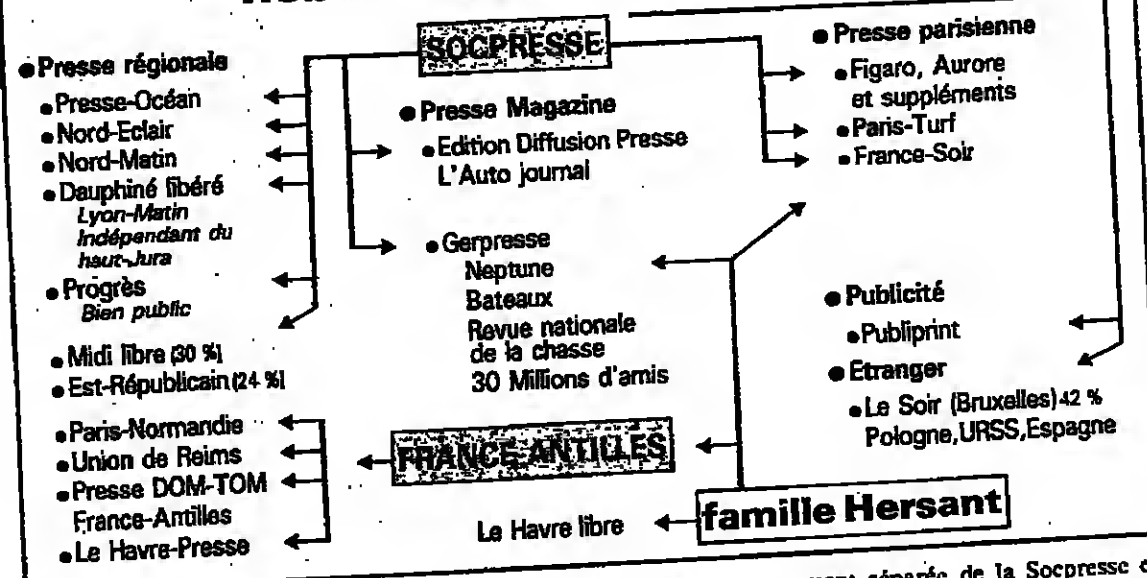 SOCPRESSE
● Presse régionale
● Presse-Océan
● Nord-Eclair
● Nord-Matin
● Dauphiné libéré
Lyon-Matin
Indépendant du
haut-Jura
● Progrès
Bien public
● Midi libre (30 %)
● Est-Républicain (24 %)
● Paris-Normandie
● Union de Reims
● Presse DOM-TOM
France-Antilles
● Le Havre-Presse
● Presse Magazine
● Edition Diffusion Presse
L'Auto journal
● Gerpresse
Neptune
Bateaux
Revue nationale
de la chasse
30 Millions d'amis
FRANCE ANTILLES
Le Havre libre
famille Hersant
● Presse parisienne
● Figaro, Aurore
et suppléments
● Paris-Turf
● France-Soir
● Publicité
● Publiprint
● Etranger
● Le Soir (Bruxelles) 42 %
Pologne,URSS,Espagne
séparée de la Socpresse